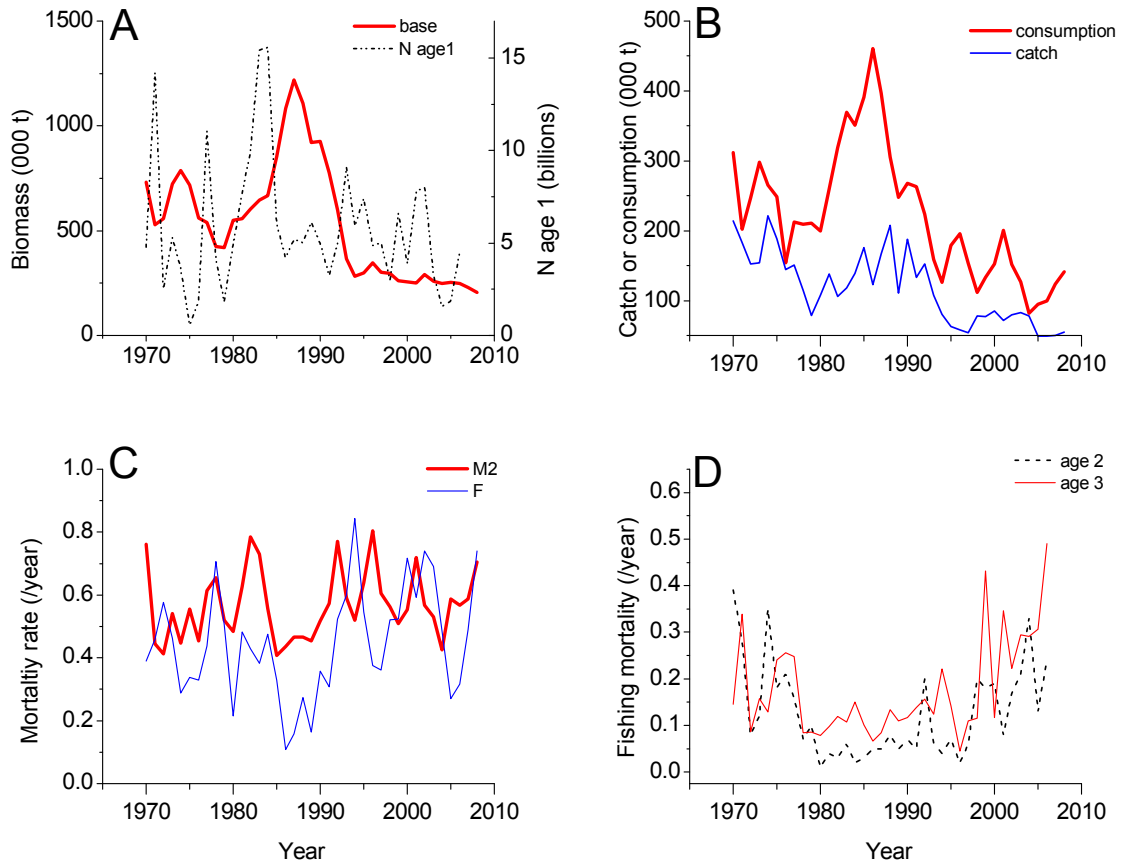 A
base
N age1
1500
1000
500
0
15
10
5
0
Biomass (000 t)
N age 1 (billions)
1970 1980 1990 2000 2010
B
consumption
catch
500
400
300
200
100
Catch or consumption (000 t)
1970 1980 1990 2000 2010
C
M2
F
1.0
0.8
0.6
0.4
0.2
0.0
Mortaltiy rate (/year)
1970 1980 1990 2000 2010
Year
D
age 2
age 3
0.6
0.5
0.4
0.3
0.2
0.1
0.0
Fishing mortality (/year)
1970 1980 1990 2000 2010
Year